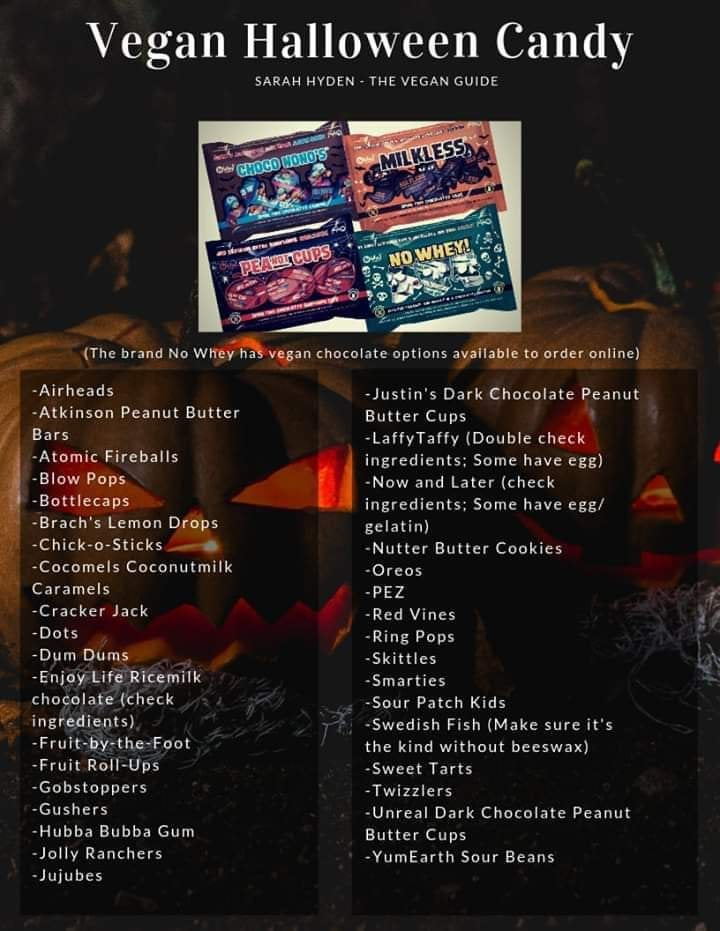 Vegan Halloween Candy
SARAH HYDEN - THE VEGAN GUIDE
CHOCO NONO'S
MILKLESS
PEANOT CUPS
NO WHEY!
(The brand No Whey has vegan chocolate options available to order online)
-Airheads
-Atkinson Peanut Butter
Bars
-Atomic Fireballs
-Blow Pops
-Bottlecaps
-Brach's Lemon Drops
-Chick-o-Sticks
-Cocomels Coconutmilk
Caramels
-Cracker Jack
-Dots
-Dum Dums
-Enjoy Life Ricemilk
chocolate (check
ingredients)
-Fruit-by-the-Foot
-Fruit Roll-Ups
-Gobstoppers
-Gushers
-Hubba Bubba Gum
-Jolly Ranchers
-Jujubes
-Justin's Dark Chocolate Peanut
Butter Cups
-LaffyTaffy (Double check
ingredients; Some have egg)
-Now and Later (check
ingredients; Some have egg/
gelatin)
-Nutter Butter Cookies
-Oreos
-PEZ
-Red Vines
-Ring Pops
-Skittles
-Smarties
-Sour Patch Kids
-Swedish Fish (Make sure it's
the kind without beeswax)
-Sweet Tarts
-Twizzlers
-Unreal Dark Chocolate Peanut
Butter Cups
-YumEarth Sour Beans